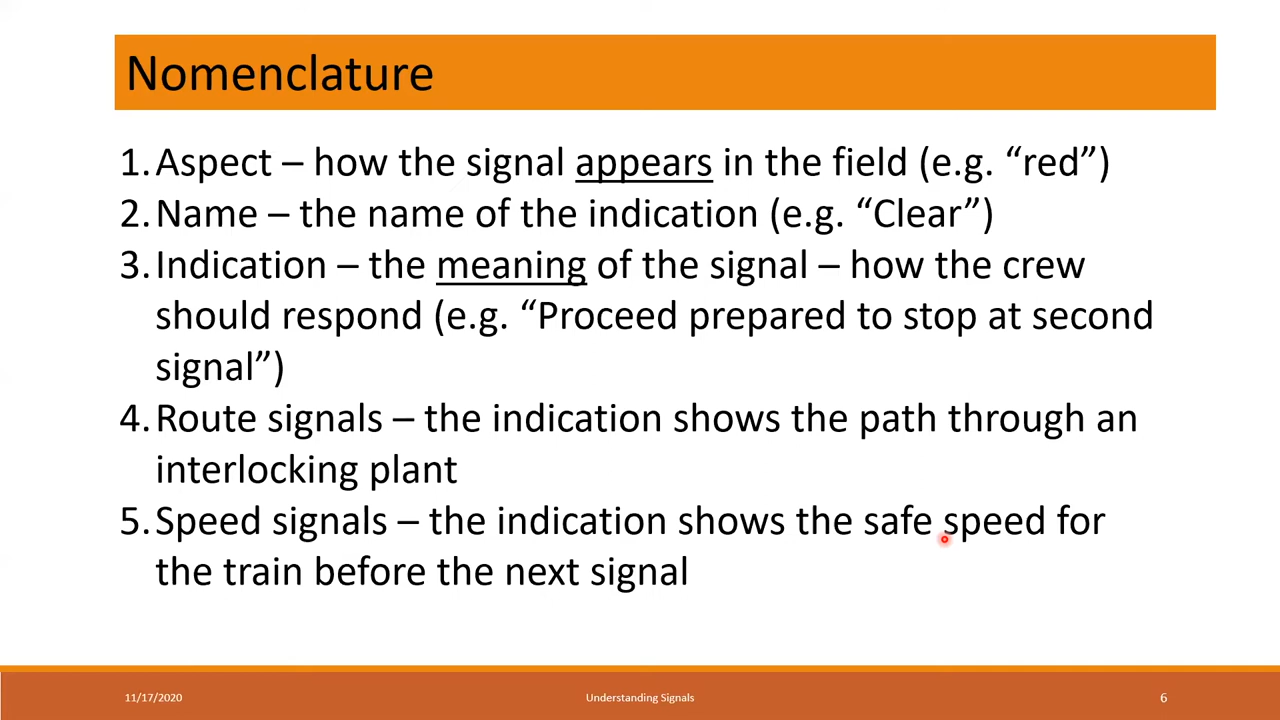 Nomenclature
1. Aspect – how the signal appears in the field (e.g. “red”)
2. Name – the name of the indication (e.g. “Clear”)
3. Indication – the meaning of the signal – how the crew
should respond (e.g. “Proceed prepared to stop at second
signal”)
4. Route signals – the indication shows the path through an
interlocking plant
5. Speed signals – the indication shows the safe speed for
the train before the next signal
11/17/2020
Understanding Signals
6